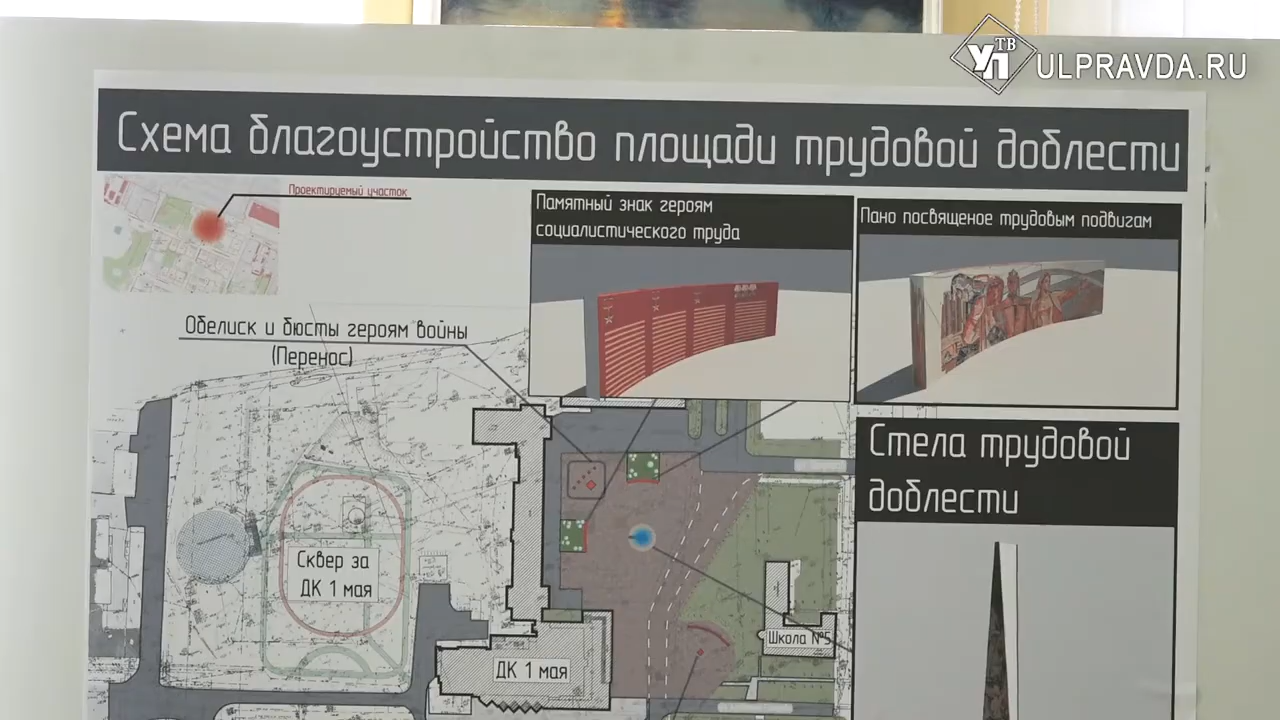 УП ТВ
ULPRAVDA.RU
Схема благоустройство площади трудовой доблести
Проектируемый участок
Памятный знак героям
социалистического труда
Пано посвященое трудовым подвигам
Обелиск и бюсты героям войны
(Перенос)
Стела трудовой
доблести
Сквер за
ДК 1 мая
Школа №5
ДК 1 мая